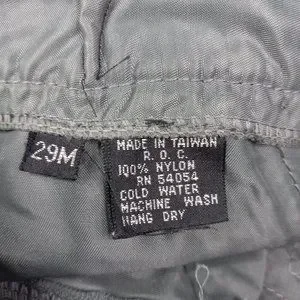 29M
MADE IN TAIWAN
R. O. C.
100% NYLON
RN 54054
COLD WATER
MACHINE WASH
HANG DRY